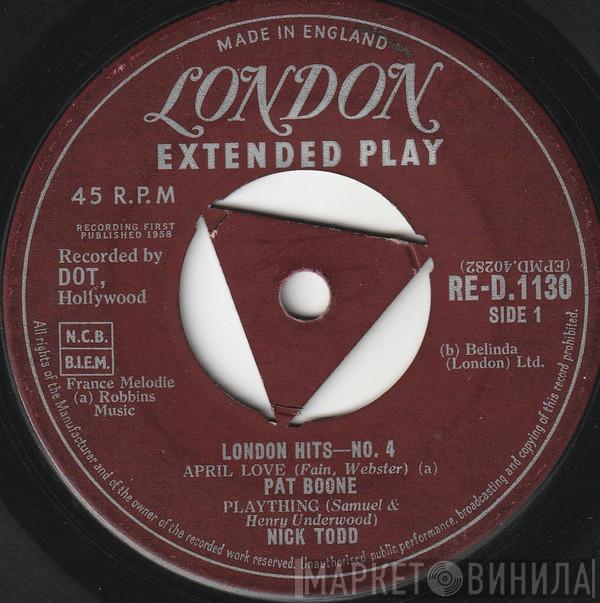 MADE IN ENGLAND
LONDON
EXTENDED PLAY
45 R.P.M
RECORDING FIRST
PUBLISHED 1958
Recorded by
DOT,
Hollywood
(EPMD.40282)
RE-D.1130
SIDE 1
N.C.B.
B.I.E.M.
France Melodie
(a) Robbins
Music
(b) Belinda
(London) Ltd.
LONDON HITS—NO. 4
APRIL LOVE (Fain, Webster) (a)
PAT BOONE
PLAYTHING (Samuel &
Henry Underwood)
NICK TODD
All rights of the Manufacturer and of the owner of the recorded work reserved. Unauthorised public performance, broadcasting and copying of this record prohibited.
МАРКЕТ ВИНИЛА